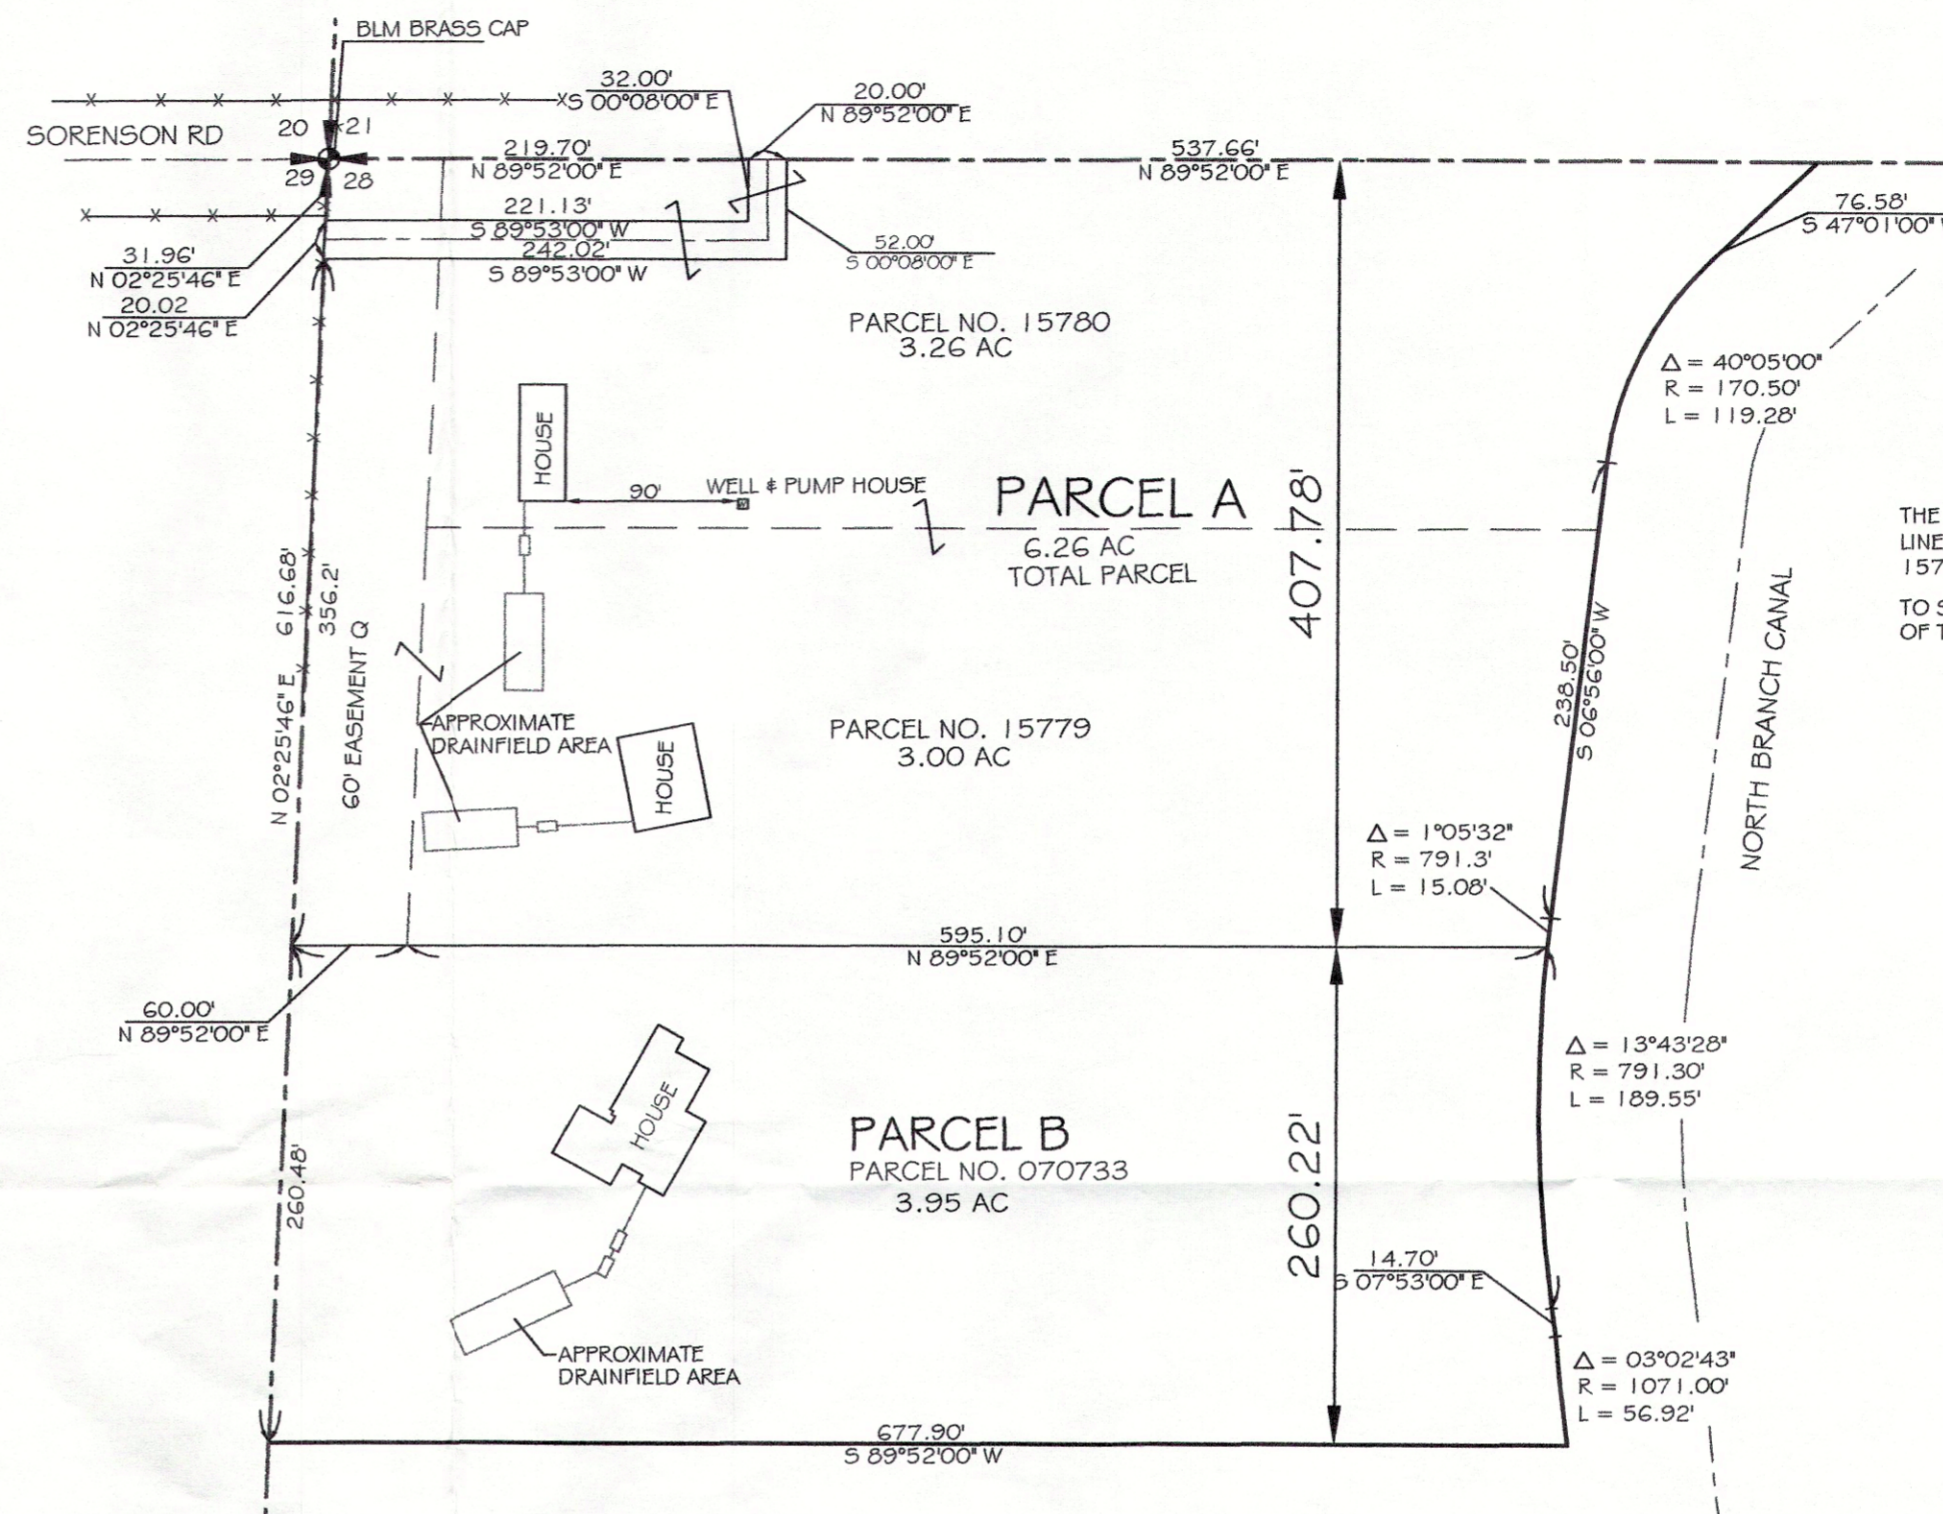 BLM BRASS CAP
32.00'
S 00°08'00" E
20.00'
N 89°52'00" E
SORENSON RD
20
21
29
28
219.70'
N 89°52'00" E
537.66'
N 89°52'00" E
76.58'
S 47°01'00"
221.13'
S 89°53'00" W
242.02'
S 89°53'00" W
52.00'
S 00°08'00" E
31.96'
N 02°25'46" E
20.02
N 02°25'46" E
PARCEL NO. 15780
3.26 AC
Δ = 40°05'00"
R = 170.50'
L = 119.28'
HOUSE
90'
WELL & PUMP HOUSE
PARCEL A
6.26 AC
TOTAL PARCEL
407.78'
THE
LINE
157
TO S
OF T
N 02°25'46" E 616.68'
356.2'
60' EASEMENT Q
APPROXIMATE
DRAINFIELD AREA
HOUSE
PARCEL NO. 15779
3.00 AC
238.50'
S 06°56'00" W
NORTH BRANCH CANAL
Δ = 1°05'32"
R = 791.3'
L = 15.08'
595.10'
N 89°52'00" E
60.00'
N 89°52'00" E
Δ = 13°43'28"
R = 791.30'
L = 189.55'
HOUSE
PARCEL B
PARCEL NO. 070733
3.95 AC
260.48'
260.22'
14.70'
S 07°53'00" E
APPROXIMATE
DRAINFIELD AREA
Δ = 03°02'43"
R = 1071.00'
L = 56.92'
677.90'
S 89°52'00" W